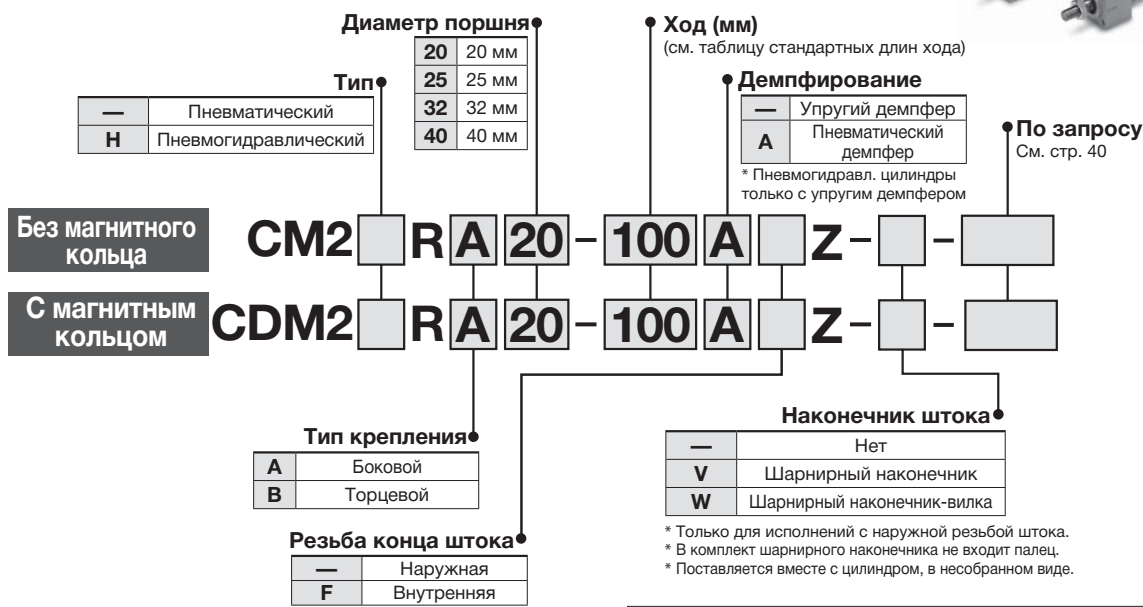 Диаметр поршня
20 20 мм
25 25 мм
32 32 мм
40 40 мм
Ход (мм)
(см. таблицу стандартных длин хода)
Тип
— Пневматический
H Пневмогидравлический
Демпфирование
— Упругий демпфер
A Пневматический
демпфер
* Пневмогидравл. цилиндры
только с упругим демпфером
По запросу
См. стр. 40
Без магнитного
кольца
CM2 R A 20 – 100 A Z – –
С магнитным
кольцом
CDM2 R A 20 – 100 A Z – –
Тип крепления
A Боковой
B Торцевой
Резьба конца штока
— Наружная
F Внутренняя
Наконечник штока
— Нет
V Шарнирный наконечник
W Шарнирный наконечник-вилка
* Только для исполнений с наружной резьбой штока.
* В комплект шарнирного наконечника не входит палец.
* Поставляется вместе с цилиндром, в несобранном виде.